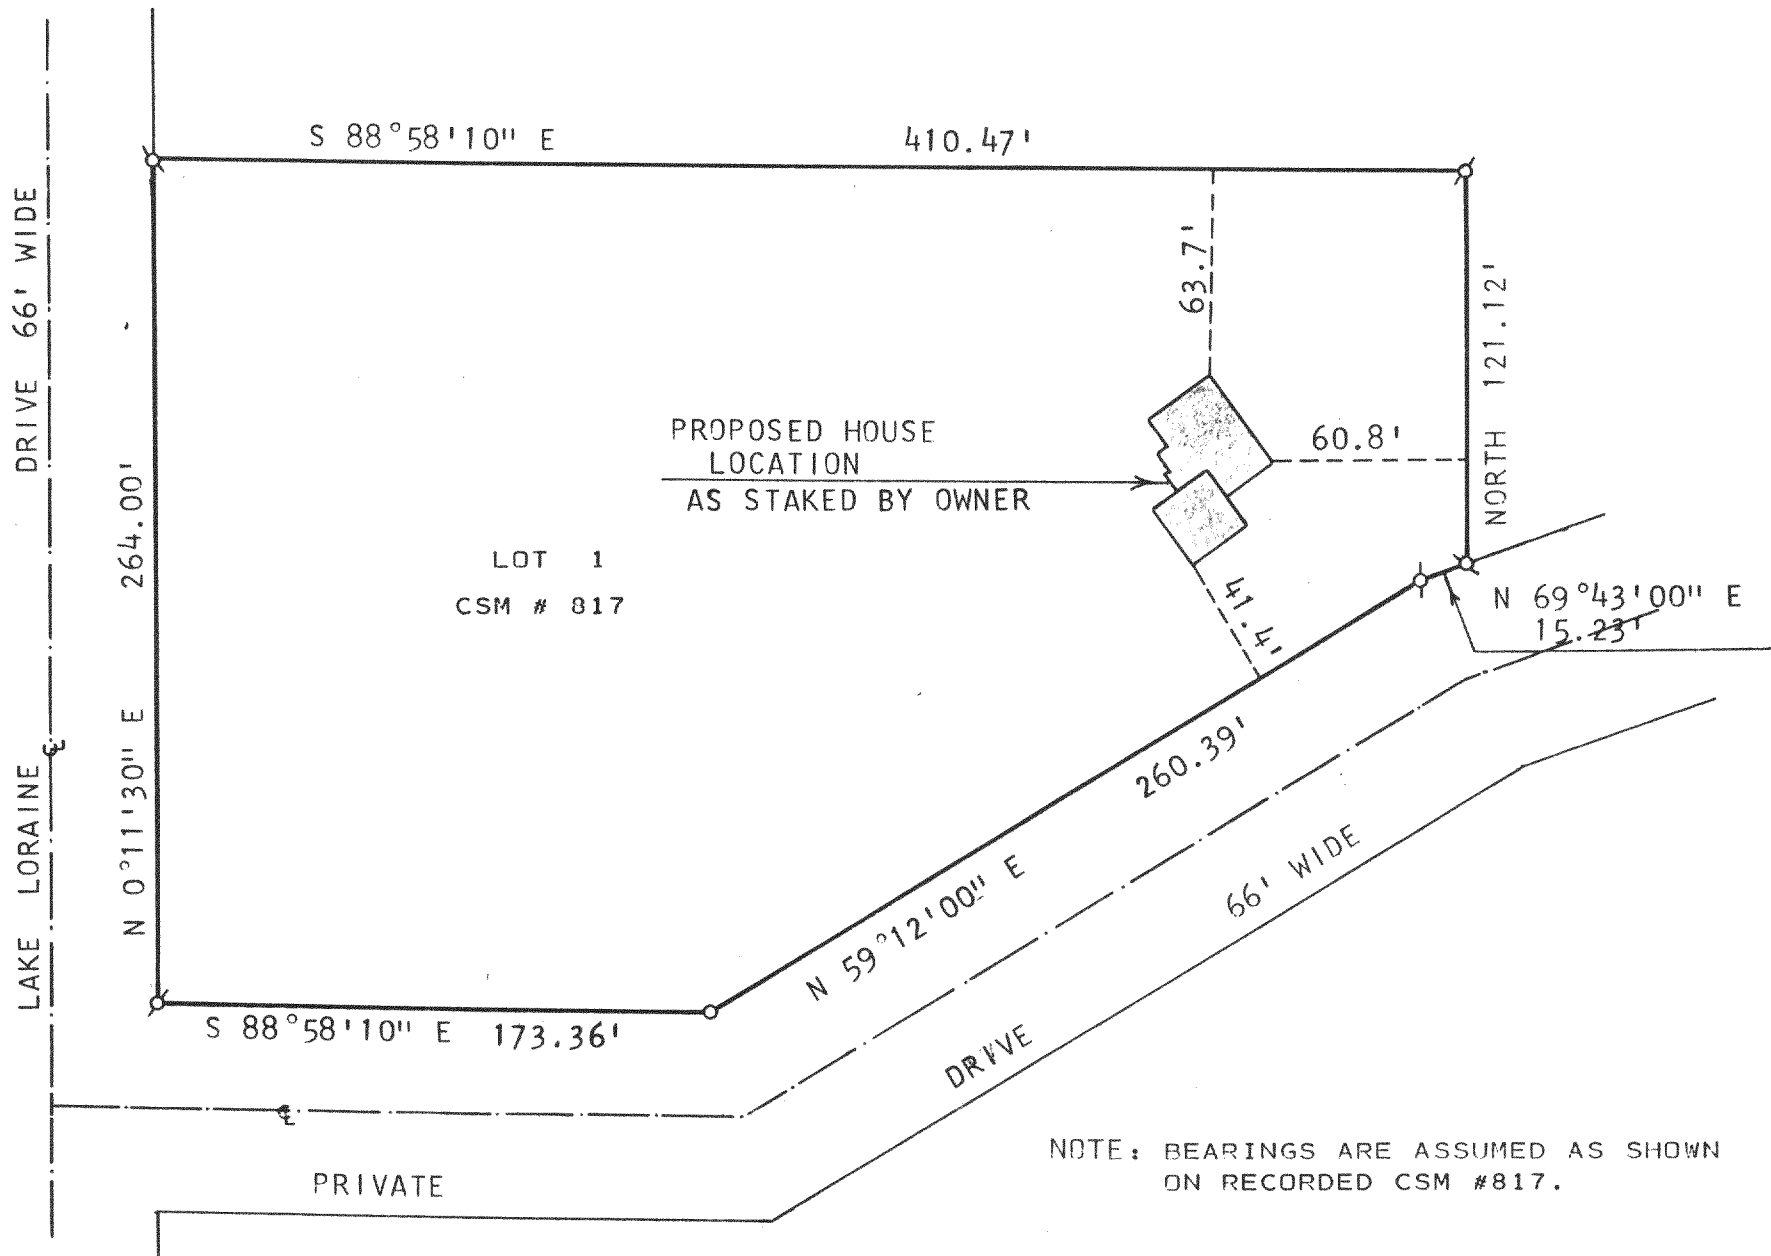 S 88°58'10" E 410.47'
DRIVE 66' WIDE
LAKE LORAINE
N 0°11'30" E 264.00'
63.7'
60.8'
NORTH 121.12'
PROPOSED HOUSE
LOCATION
AS STAKED BY OWNER
LOT 1
CSM # 817
41.4'
N 69°43'00" E
15.23'
260.39'
N 59°12'00" E
S 88°58'10" E 173.36'
66' WIDE
DRIVE
PRIVATE
NOTE: BEARINGS ARE ASSUMED AS SHOWN
ON RECORDED CSM #817.